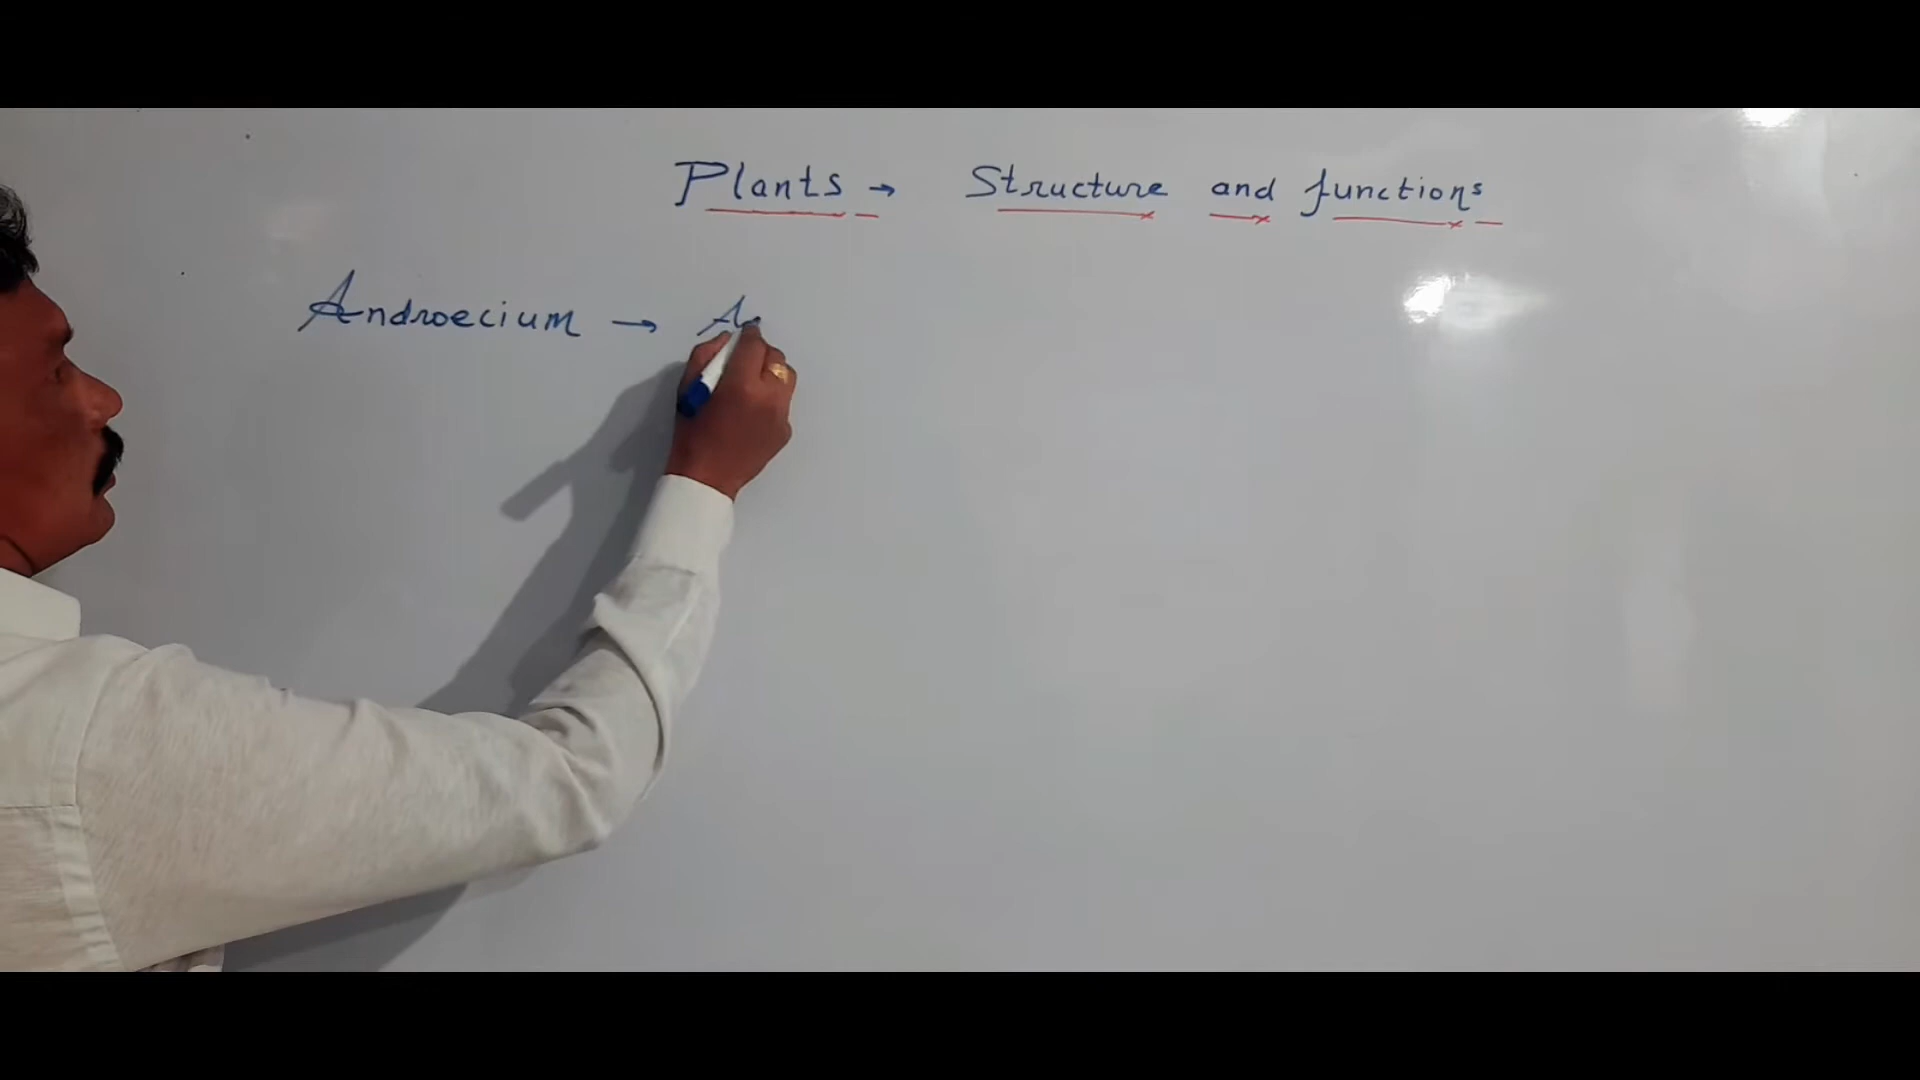 Plants → Structure and functions
Androecium → A